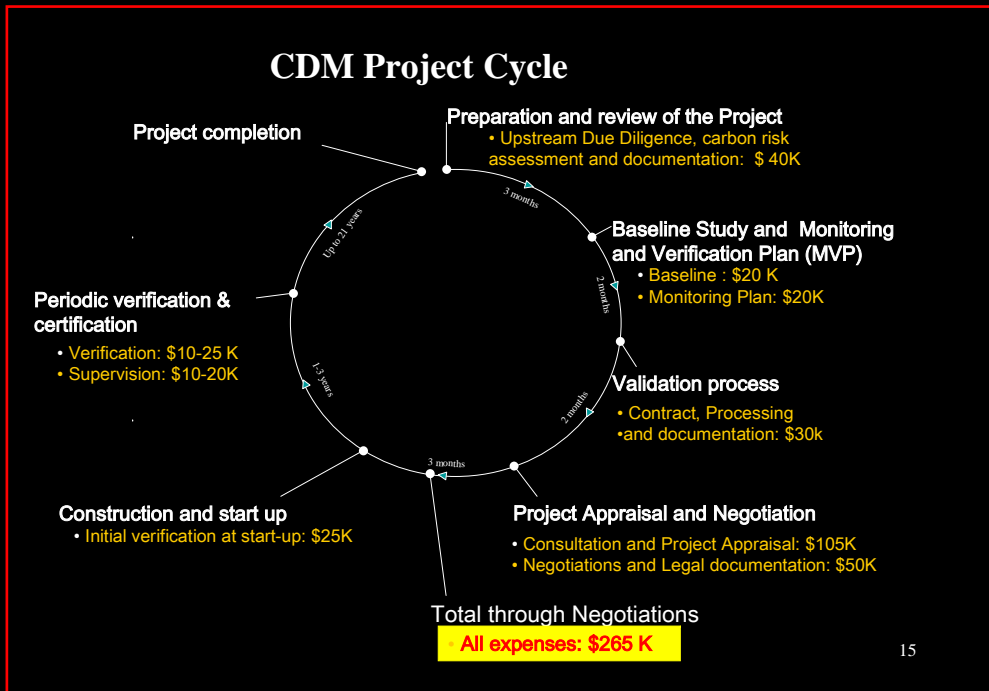 CDM Project Cycle
Preparation and review of the Project
• Upstream Due Diligence, carbon risk
assessment and documentation: $ 40K
Project completion
3 months
Up to 21 years
Baseline Study and Monitoring
and Verification Plan (MVP)
• Baseline : $20 K
• Monitoring Plan: $20K
2 months
Periodic verification &
certification
• Verification: $10-25 K
• Supervision: $10-20K
1-3 years
Validation process
• Contract, Processing
•and documentation: $30k
2 months
3 months
Construction and start up
• Initial verification at start-up: $25K
Project Appraisal and Negotiation
• Consultation and Project Appraisal: $105K
• Negotiations and Legal documentation: $50K
Total through Negotiations
• All expenses: $265 K
15